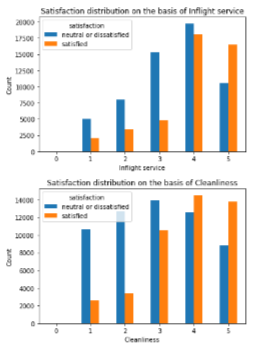 Satisfaction distribution on the basis of Inflight service
20000
17500
15000
12500
10000
7500
5000
2500
0
Count
satisfaction
neutral or dissatisfied
satisfied
0 1 2 3 4 5
Inflight service
Satisfaction distribution on the basis of Cleanliness
14000
12000
10000
8000
6000
4000
2000
0
Count
satisfaction
neutral or dissatisfied
satisfied
0 1 2 3 4 5
Cleanliness